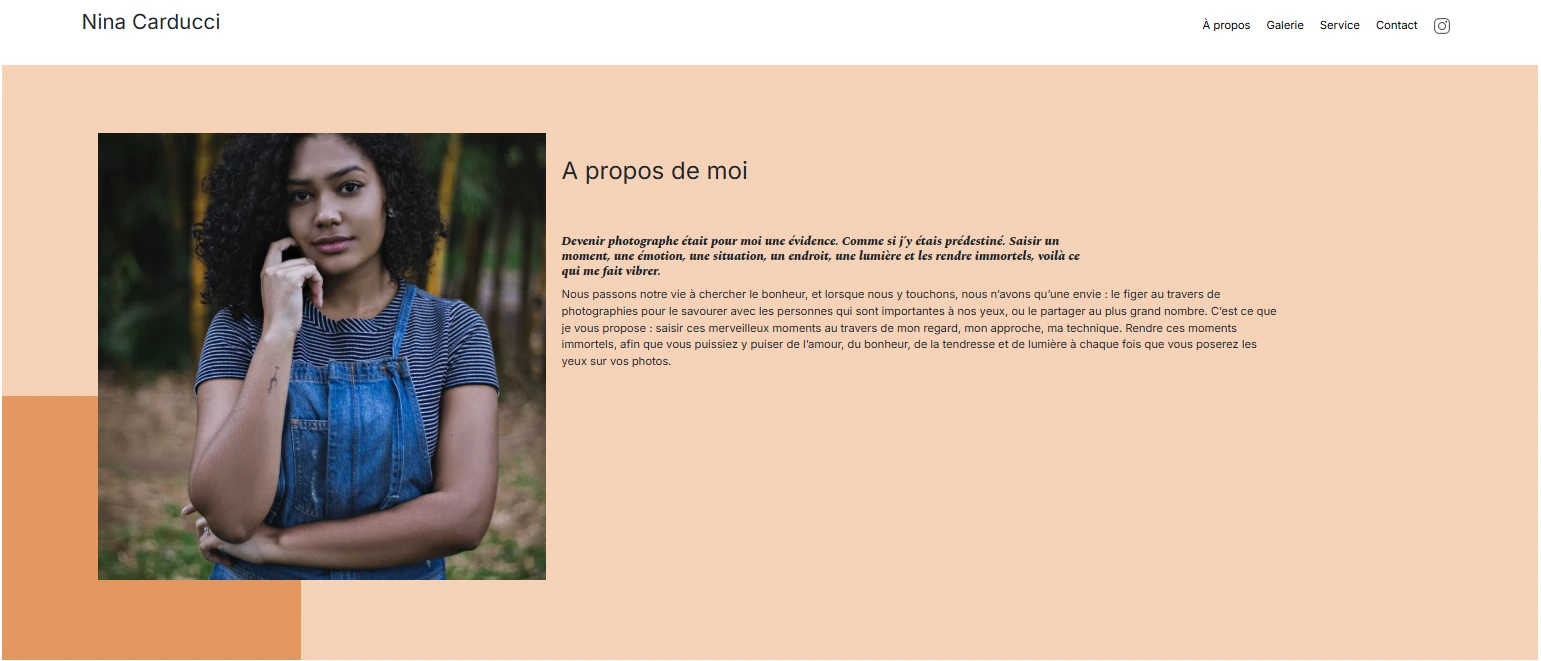 Nina Carducci
À propos Galerie Service Contact
A propos de moi
Devenir photographe était pour moi une évidence. Comme si j'y étais prédestiné. Saisir un
moment, une émotion, une situation, un endroit, une lumière et les rendre immortels, voilà ce
qui me fait vibrer.
Nous passons notre vie à chercher le bonheur, et lorsque nous y touchons, nous n’avons qu’une envie : le figer au travers de
photographies pour le savourer avec les personnes qui sont importantes à nos yeux, ou le partager au plus grand nombre. C’est ce que
je vous propose : saisir ces merveilleux moments au travers de mon regard, mon approche, ma technique. Rendre ces moments
immortels, afin que vous puissiez y puiser de l’amour, du bonheur, de la tendresse et de lumière à chaque fois que vous poserez les
yeux sur vos photos.